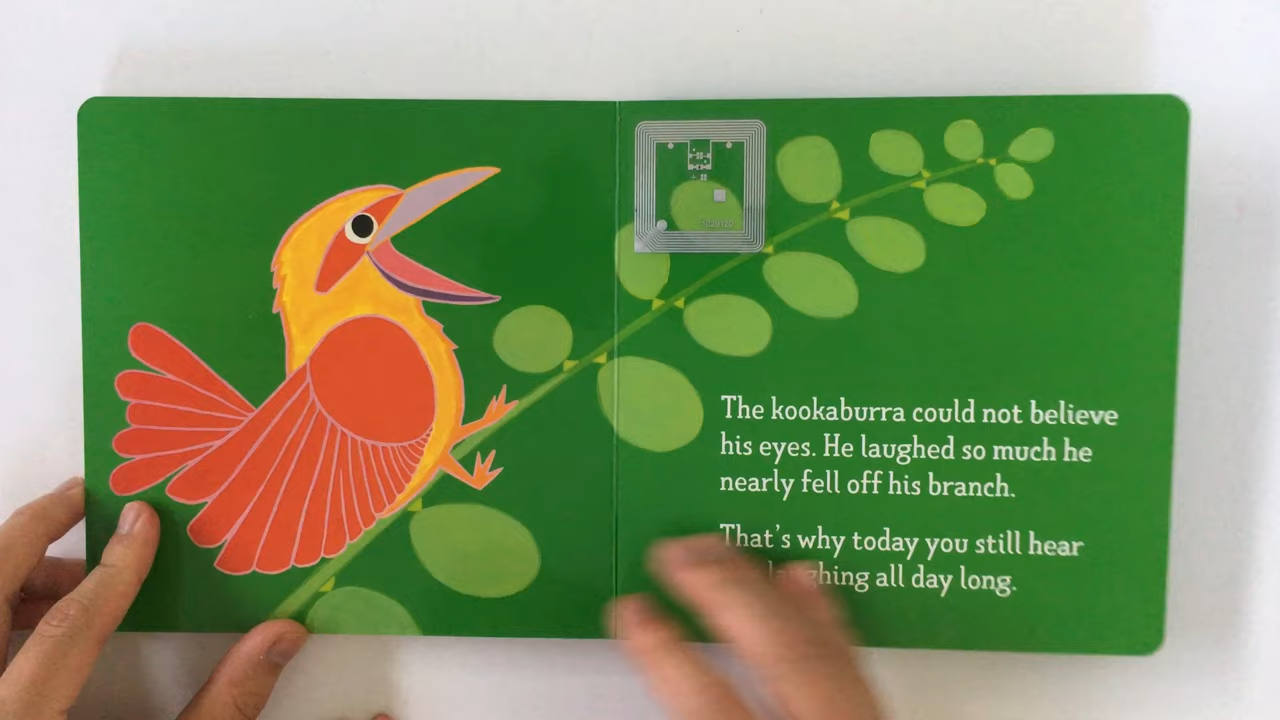 The kookaburra could not believe
his eyes. He laughed so much he
nearly fell off his branch.
That's why today you still hear
laughing all day long.